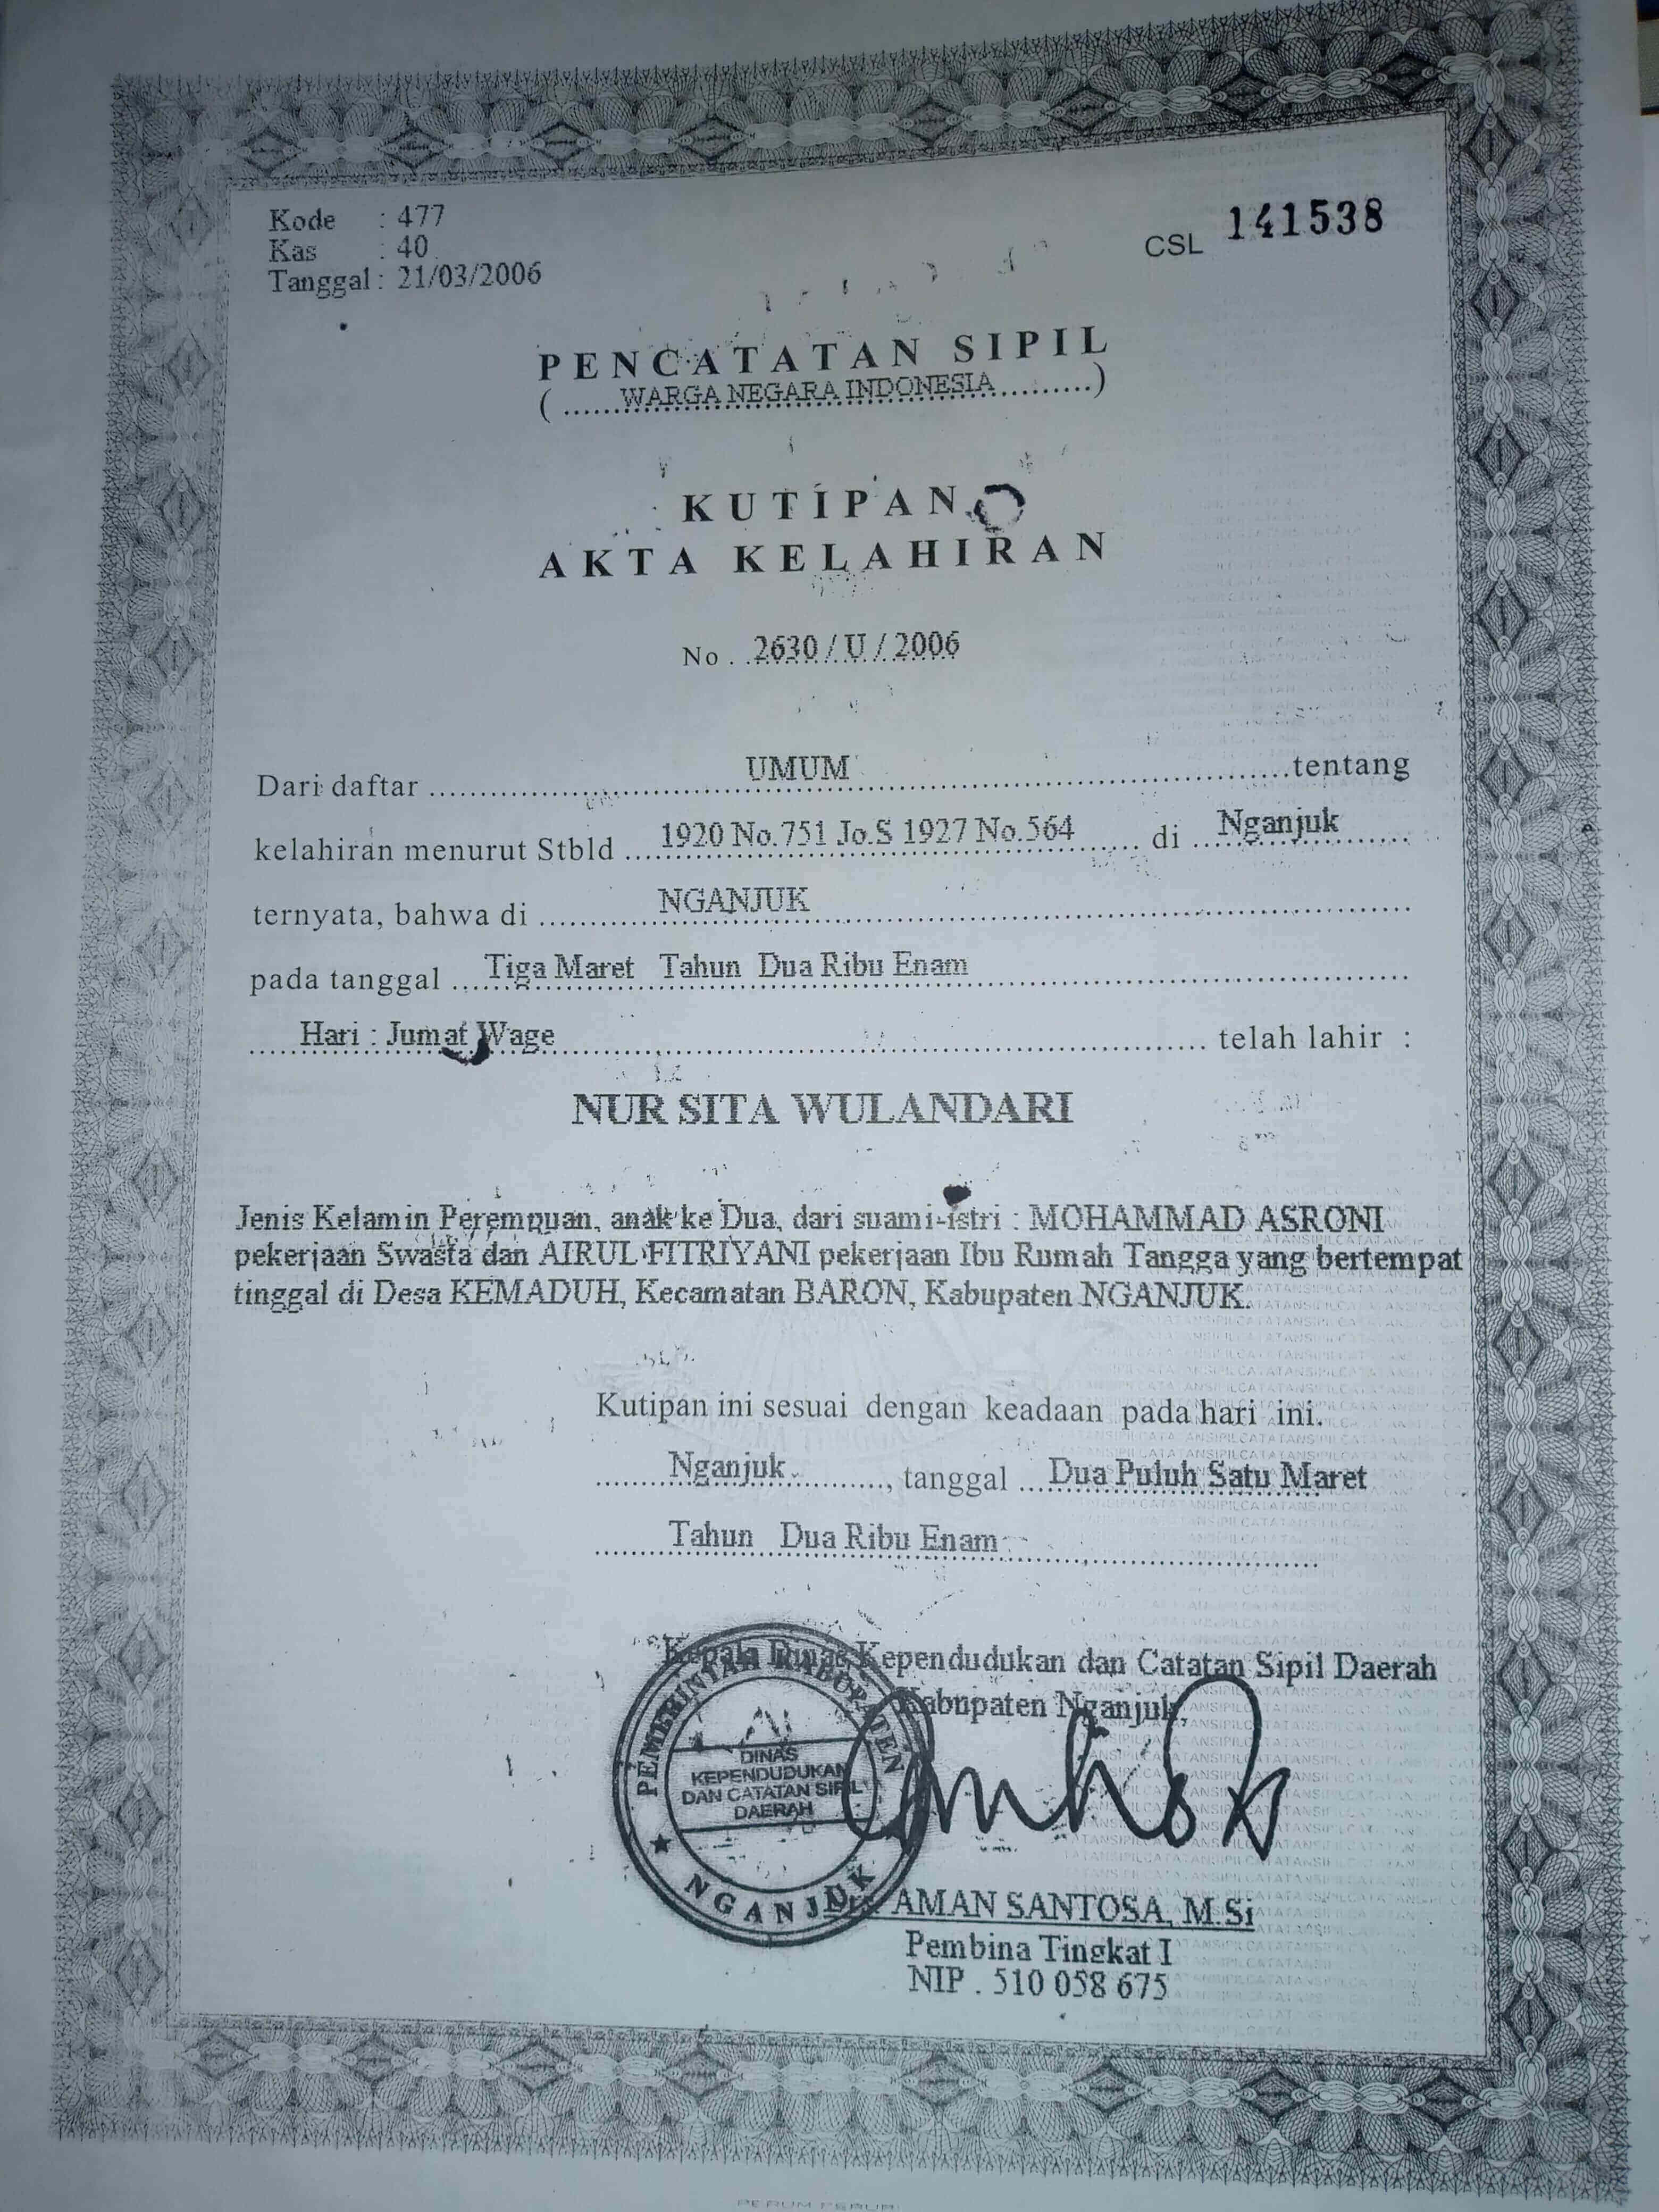 Kode : 477
Kas : 40
Tanggal : 21/03/2006
CSL 141538
PENCATATAN SIPIL
(......WARGA NEGARA INDONESIA.........)
KUTIPAN
AKTA KELAHIRAN
No . 2630 / U / 2006
Dari daftar UMUM tentang
kelahiran menurut Stbld 1920 No.751 Jo.S 1927 No.564 di Nganjuk
ternyata, bahwa di NGANJUK
pada tanggal Tiga Maret Tahun Dua Ribu Enam
Hari : Jumat Wage telah lahir :
NUR SITA WULANDARI
Jenis Kelamin Perempuan, anak ke Dua, dari suami-istri : MOHAMMAD ASRONI
pekerjaan Swasta dan AIRUL FITRIYANI pekerjaan Ibu Rumah Tangga yang bertempat
tinggal di Desa KEMADUH, Kecamatan BARON, Kabupaten NGANJUK.
Kutipan ini sesuai dengan keadaan pada hari ini.
Nganjuk, tanggal Dua Puluh Satu Maret
Tahun Dua Ribu Enam
Kepala Dinas Kependudukan dan Catatan Sipil Daerah
Kabupaten Nganjuk,
PEMERINTAH KABUPATEN
DINAS
KEPENDUDUKAN
DAN CATATAN SIPIL
DAERAH
NGANJUK
Drs AMAN SANTOSA, M.Si
Pembina Tingkat I
NIP . 510 058 675
PERUM PERURI